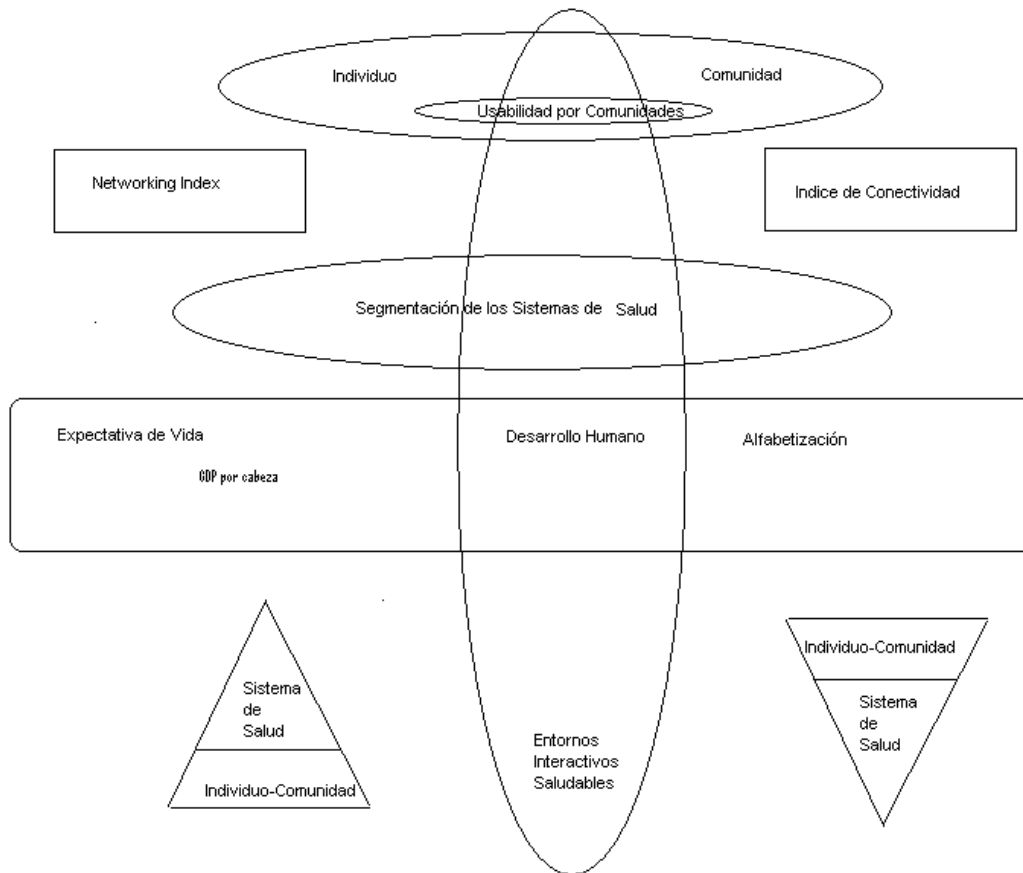 Individuo
Comunidad
Usabilidad por Comunidades
Networking Index
Indice de Conectividad
Segmentación de los Sistemas de Salud
Expectativa de Vida
Desarrollo Humano
Alfabetización
GDP por cabeza
Individuo-Comunidad
Sistema
de
Salud
Sistema
de
Salud
Individuo-Comunidad
Entornos
Interactivos
Saludables